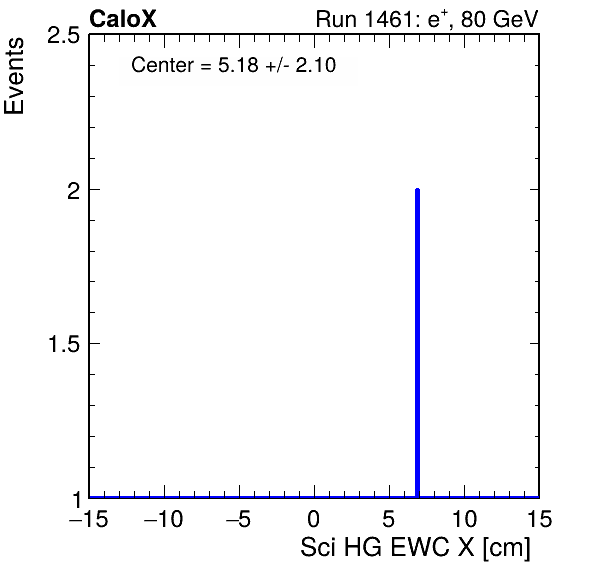 CaloX Run 1461: e⁺, 80 GeV
Events
Center = 5.18 +/- 2.10
2.5
2
1.5
1
−15 −10 −5 0 5 10 15
Sci HG EWC X [cm]